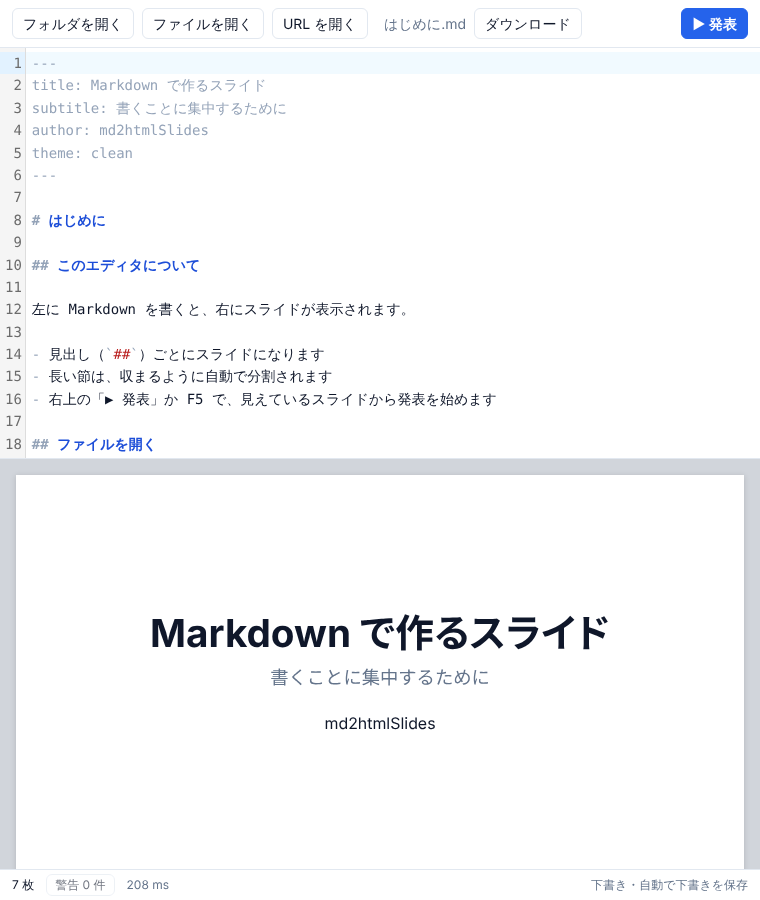 フォルダを開く ファイルを開く URL を開く はじめに.md ダウンロード ▶ 発表
1 ---
2 title: Markdown で作るスライド
3 subtitle: 書くことに集中するために
4 author: md2htmlSlides
5 theme: clean
6 ---
7
8 # はじめに
9
10 ## このエディタについて
11
12 左に Markdown を書くと、右にスライドが表示されます。
13
14 - 見出し（`##`）ごとにスライドになります
15 - 長い節は、収まるように自動で分割されます
16 - 右上の「▶ 発表」か F5 で、見えているスライドから発表を始めます
17
18 ## ファイルを開く
Markdown で作るスライド
書くことに集中するために
md2htmlSlides
7 枚 警告 0 件 208 ms 下書き・自動で下書きを保存